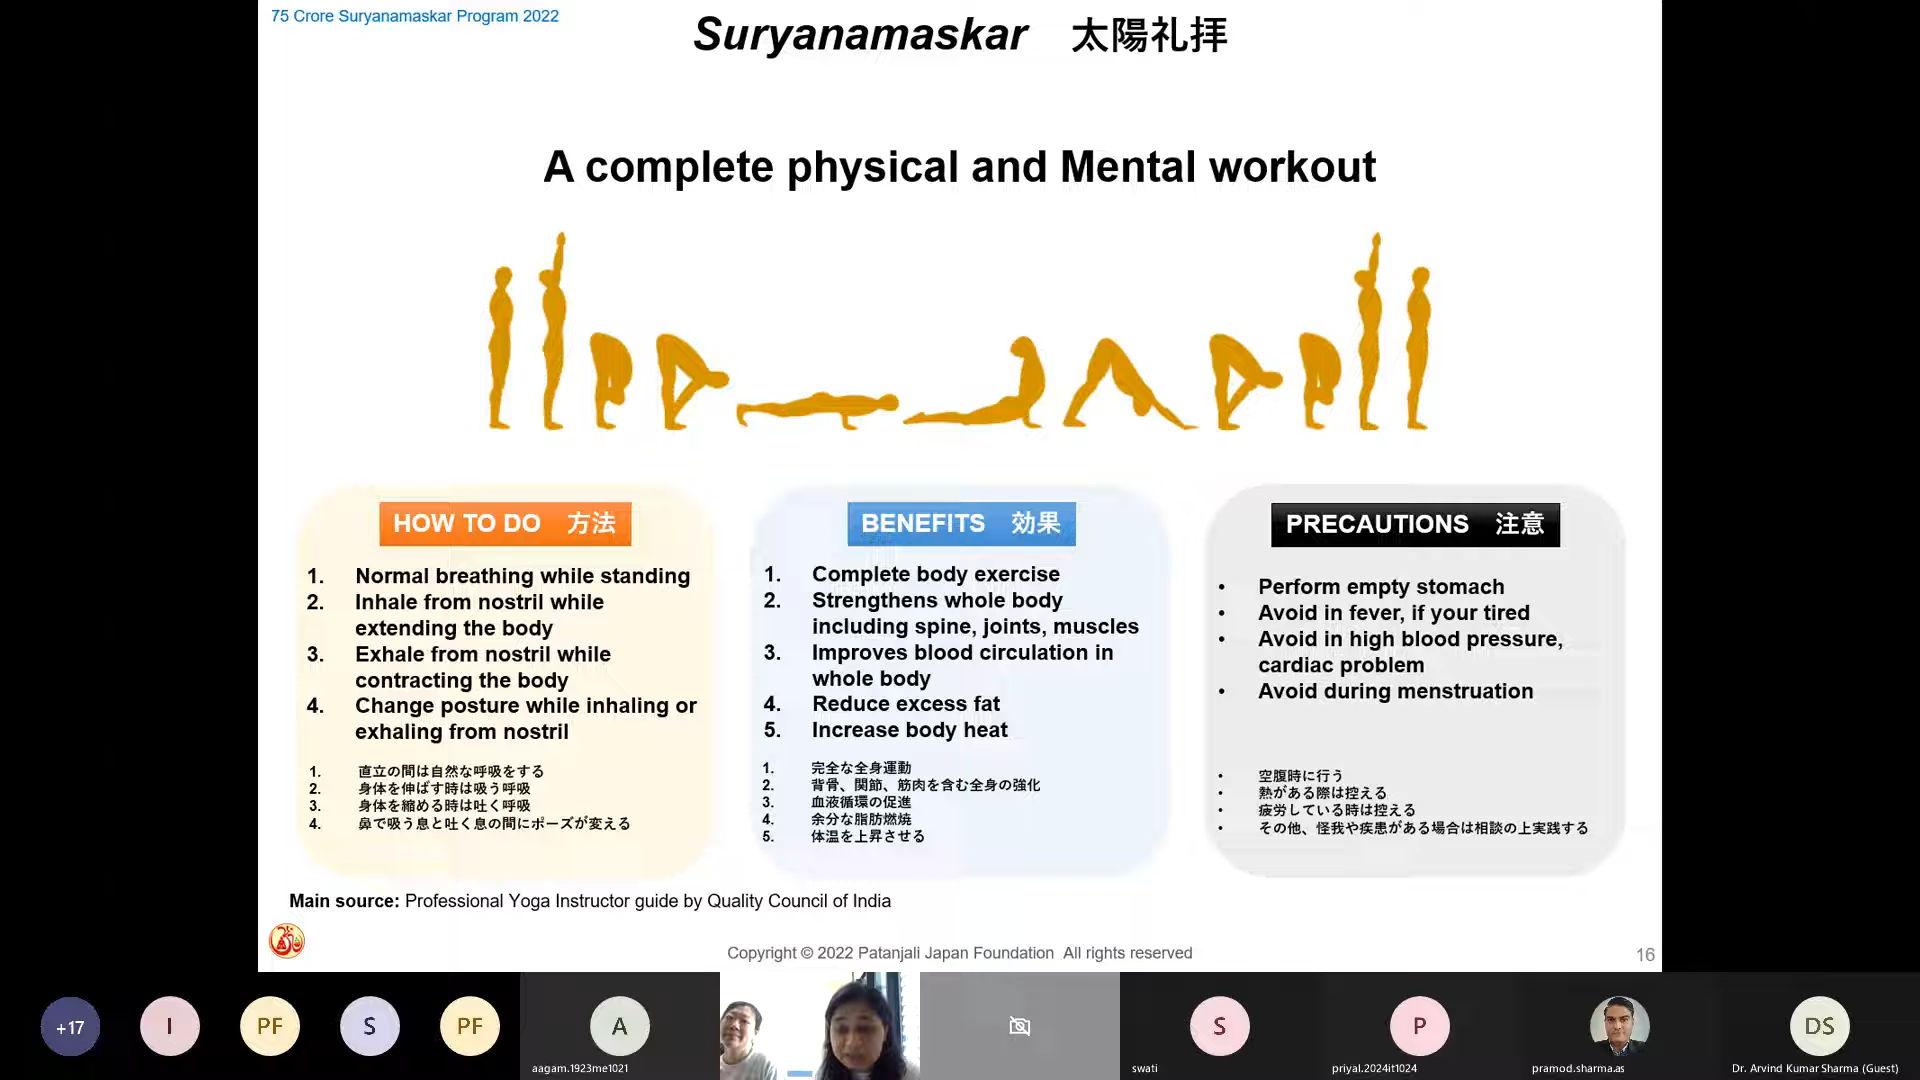 75 Crore Suryanamaskar Program 2022
Suryanamaskar 太陽礼拝
A complete physical and Mental workout
HOW TO DO 方法
1. Normal breathing while standing
2. Inhale from nostril while
extending the body
3. Exhale from nostril while
contracting the body
4. Change posture while inhaling or
exhaling from nostril
1. 直立の間は自然な呼吸をする
2. 身体を伸ばす時は吸う呼吸
3. 身体を縮める時は吐く呼吸
4. 鼻で吸う息と吐く息の間にポーズが変える
BENEFITS 効果
1. Complete body exercise
2. Strengthens whole body
including spine, joints, muscles
3. Improves blood circulation in
whole body
4. Reduce excess fat
5. Increase body heat
1. 完全な全身運動
2. 背骨、関節、筋肉を含む全身の強化
3. 血液循環の促進
4. 余分な脂肪燃焼
5. 体温を上昇させる
PRECAUTIONS 注意
• Perform empty stomach
• Avoid in fever, if your tired
• Avoid in high blood pressure,
cardiac problem
• Avoid during menstruation
• 空腹時に行う
• 熱がある際は控える
• 疲労している時は控える
• その他、怪我や疾患がある場合は相談の上実践する
Main source: Professional Yoga Instructor guide by Quality Council of India
Copyright © 2022 Patanjali Japan Foundation All rights reserved
16
+17
I
PF
S
PF
A
aagam.1923me1021
S
swati
P
priyal.2024it1024
pramod.sharma.as
DS
Dr. Arvind Kumar Sharma (Guest)